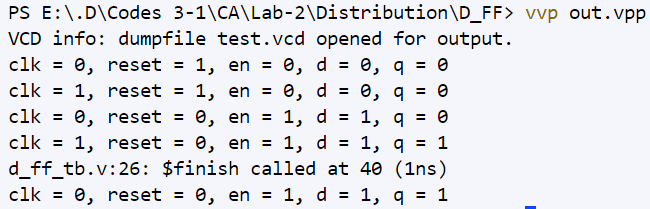 PS E:\.D\Codes 3-1\CA\Lab-2\Distribution\D_FF> vvp out.vpp
VCD info: dumpfile test.vcd opened for output.
clk = 0, reset = 1, en = 0, d = 0, q = 0
clk = 1, reset = 1, en = 0, d = 0, q = 0
clk = 0, reset = 0, en = 1, d = 1, q = 0
clk = 1, reset = 0, en = 1, d = 1, q = 1
d_ff_tb.v:26: $finish called at 40 (1ns)
clk = 0, reset = 0, en = 1, d = 1, q = 1